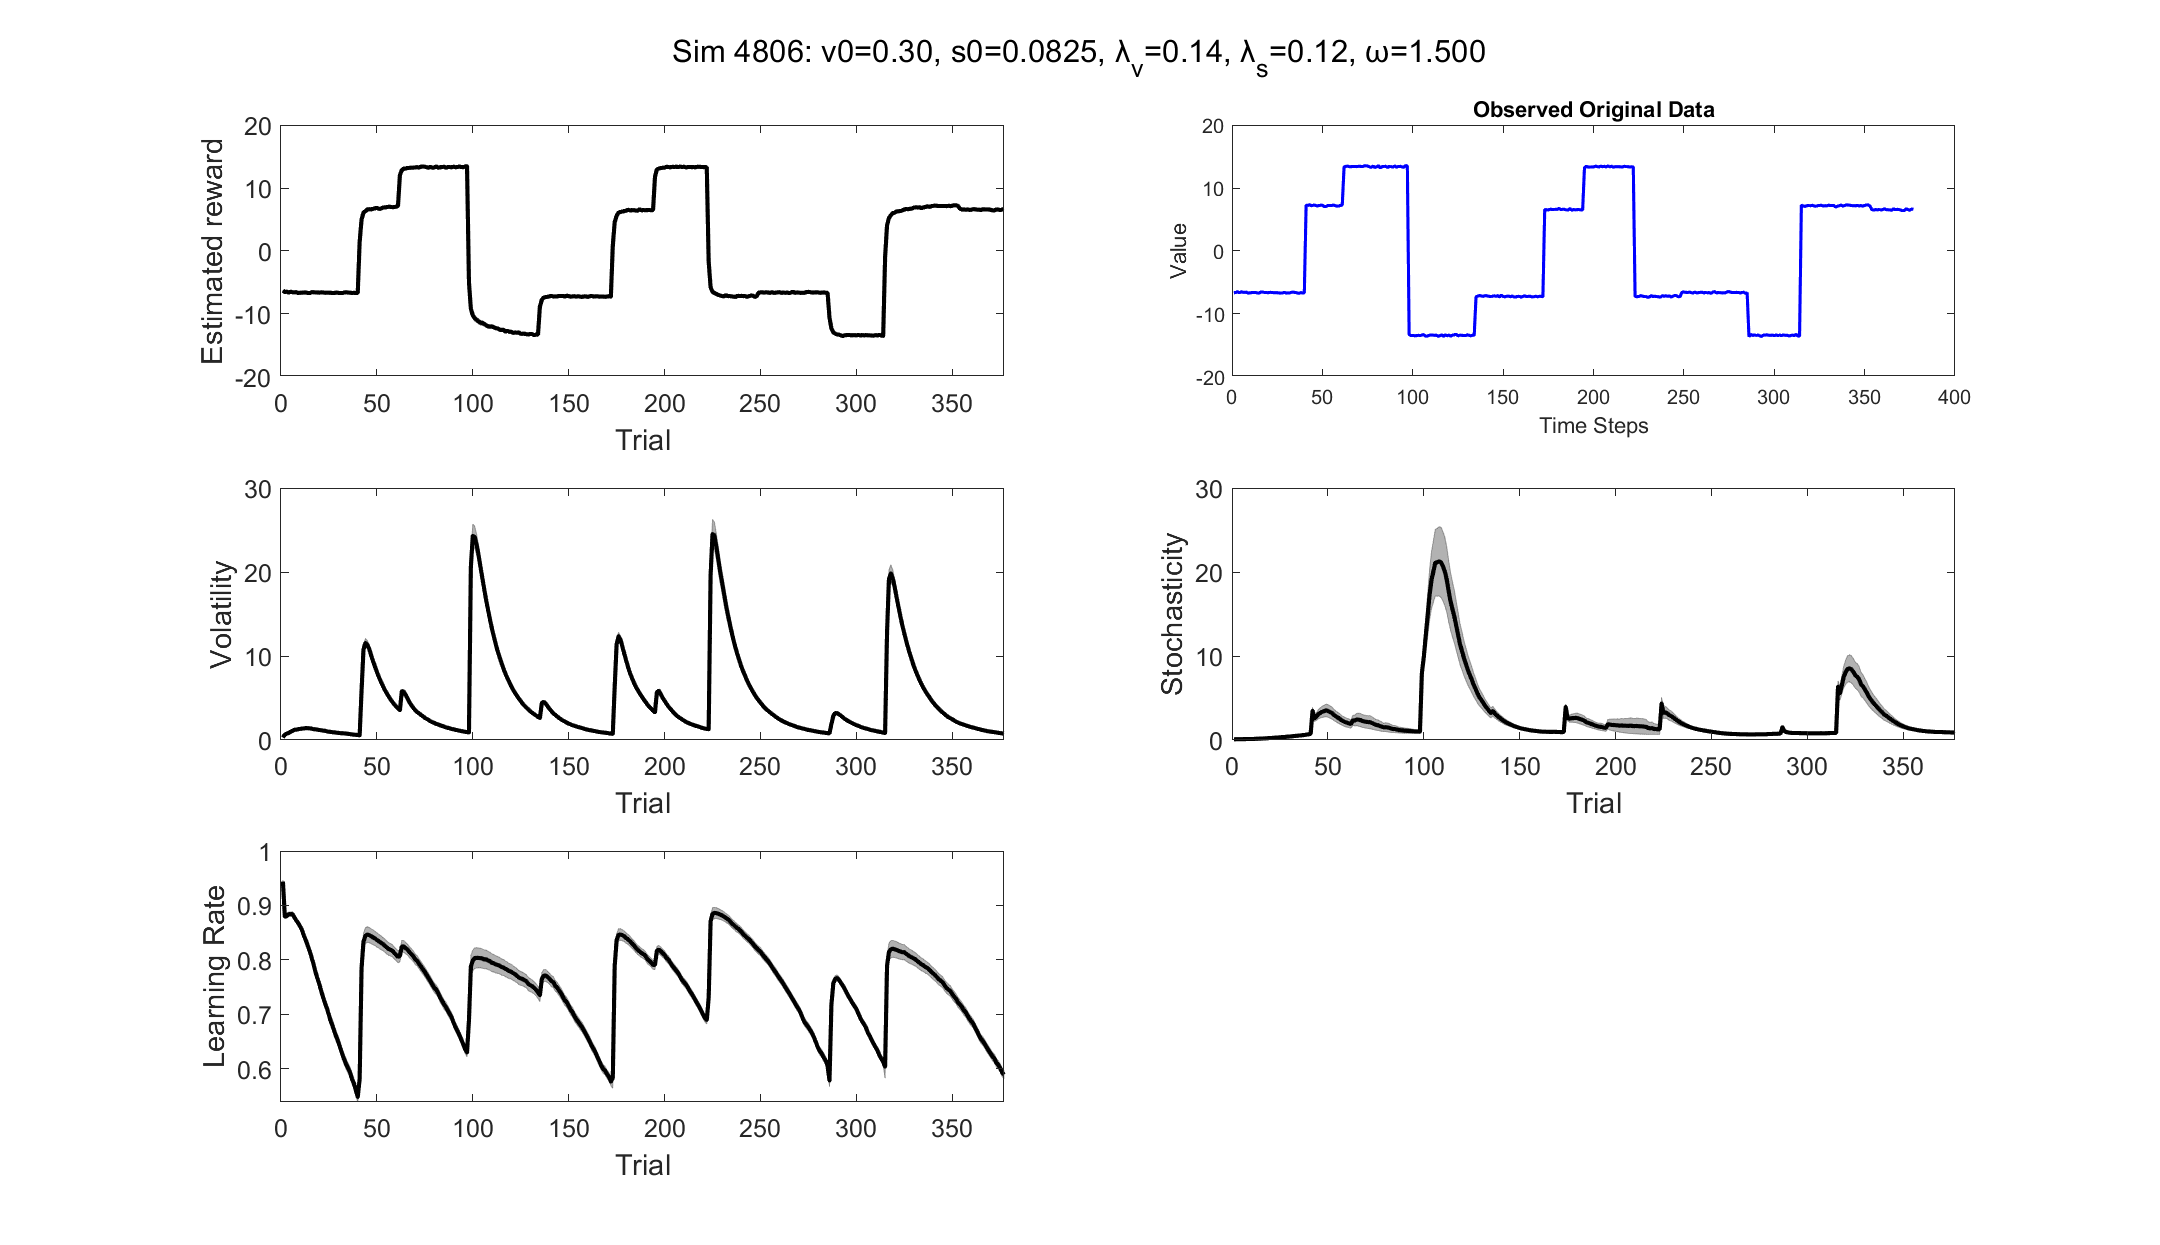 Sim 4806: v0=0.30, s0=0.0825, λ_v=0.14, λ_s=0.12, ω=1.500
Estimated reward
20
10
0
-10
-20
0 50 100 150 200 250 300 350
Trial
Observed Original Data
Value
20
10
0
-10
-20
0 50 100 150 200 250 300 350 400
Time Steps
Volatility
30
20
10
0
0 50 100 150 200 250 300 350
Trial
Stochasticity
30
20
10
0
0 50 100 150 200 250 300 350
Trial
Learning Rate
1
0.9
0.8
0.7
0.6
0 50 100 150 200 250 300 350
Trial